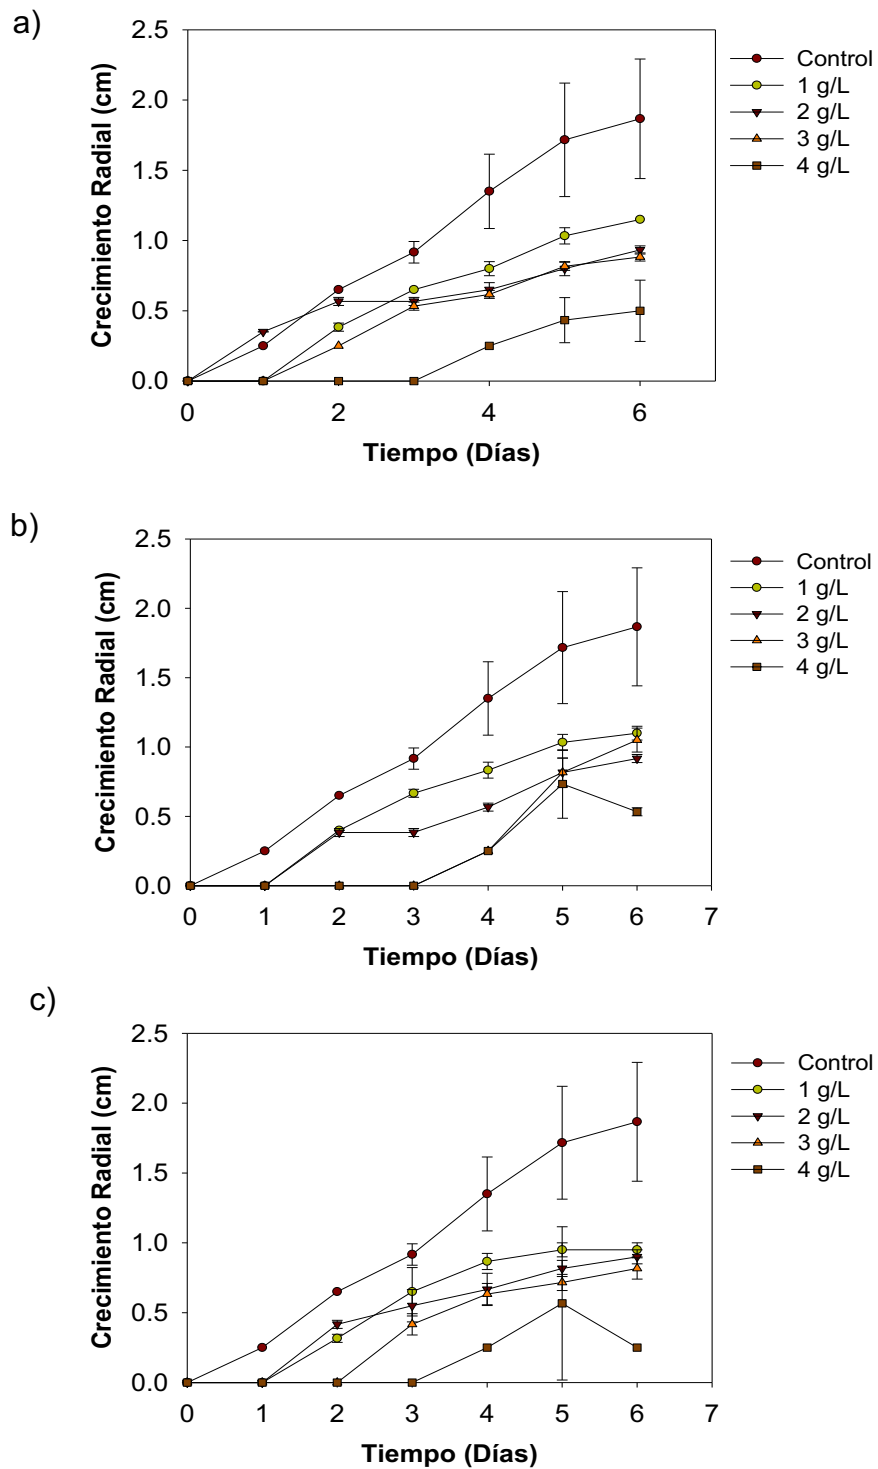 a)
2.5
2.0
1.5
1.0
0.5
0.0
Crecimiento Radial (cm)
0 2 4 6
Tiempo (Días)
Control
1 g/L
2 g/L
3 g/L
4 g/L
b)
2.5
2.0
1.5
1.0
0.5
0.0
Crecimiento Radial (cm)
0 1 2 3 4 5 6 7
Tiempo (Días)
Control
1 g/L
2 g/L
3 g/L
4 g/L
c)
2.5
2.0
1.5
1.0
0.5
0.0
Crecimiento Radial (cm)
0 1 2 3 4 5 6 7
Tiempo (Días)
Control
1 g/L
2 g/L
3 g/L
4 g/L